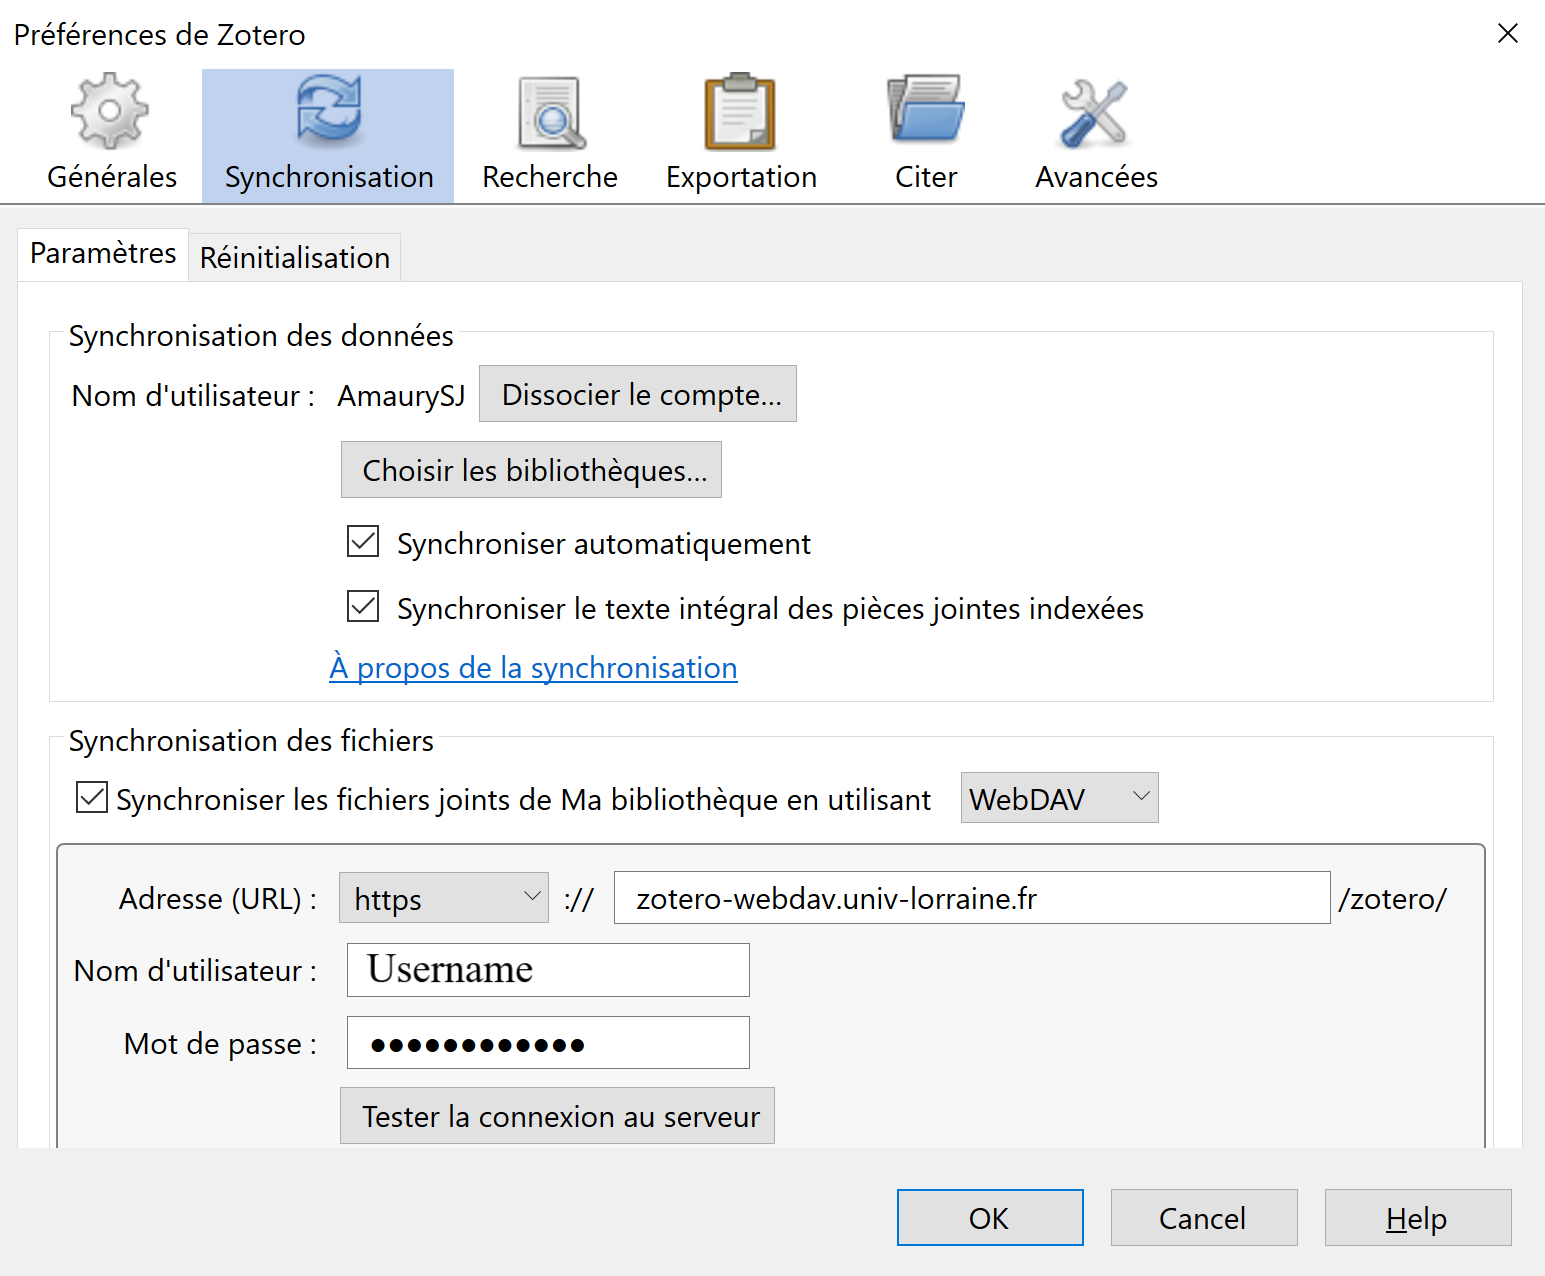 Préférences de Zotero
Générales Synchronisation Recherche Exportation Citer Avancées
Paramètres Réinitialisation
Synchronisation des données
Nom d'utilisateur : AmaurySJ Dissocier le compte...
Choisir les bibliothèques...
Synchroniser automatiquement
Synchroniser le texte intégral des pièces jointes indexées
À propos de la synchronisation
Synchronisation des fichiers
Synchroniser les fichiers joints de Ma bibliothèque en utilisant WebDAV
Adresse (URL) : https :// zotero-webdav.univ-lorraine.fr /zotero/
Nom d'utilisateur : Username
Mot de passe : ●●●●●●●●●●●●
Tester la connexion au serveur
OK Cancel Help